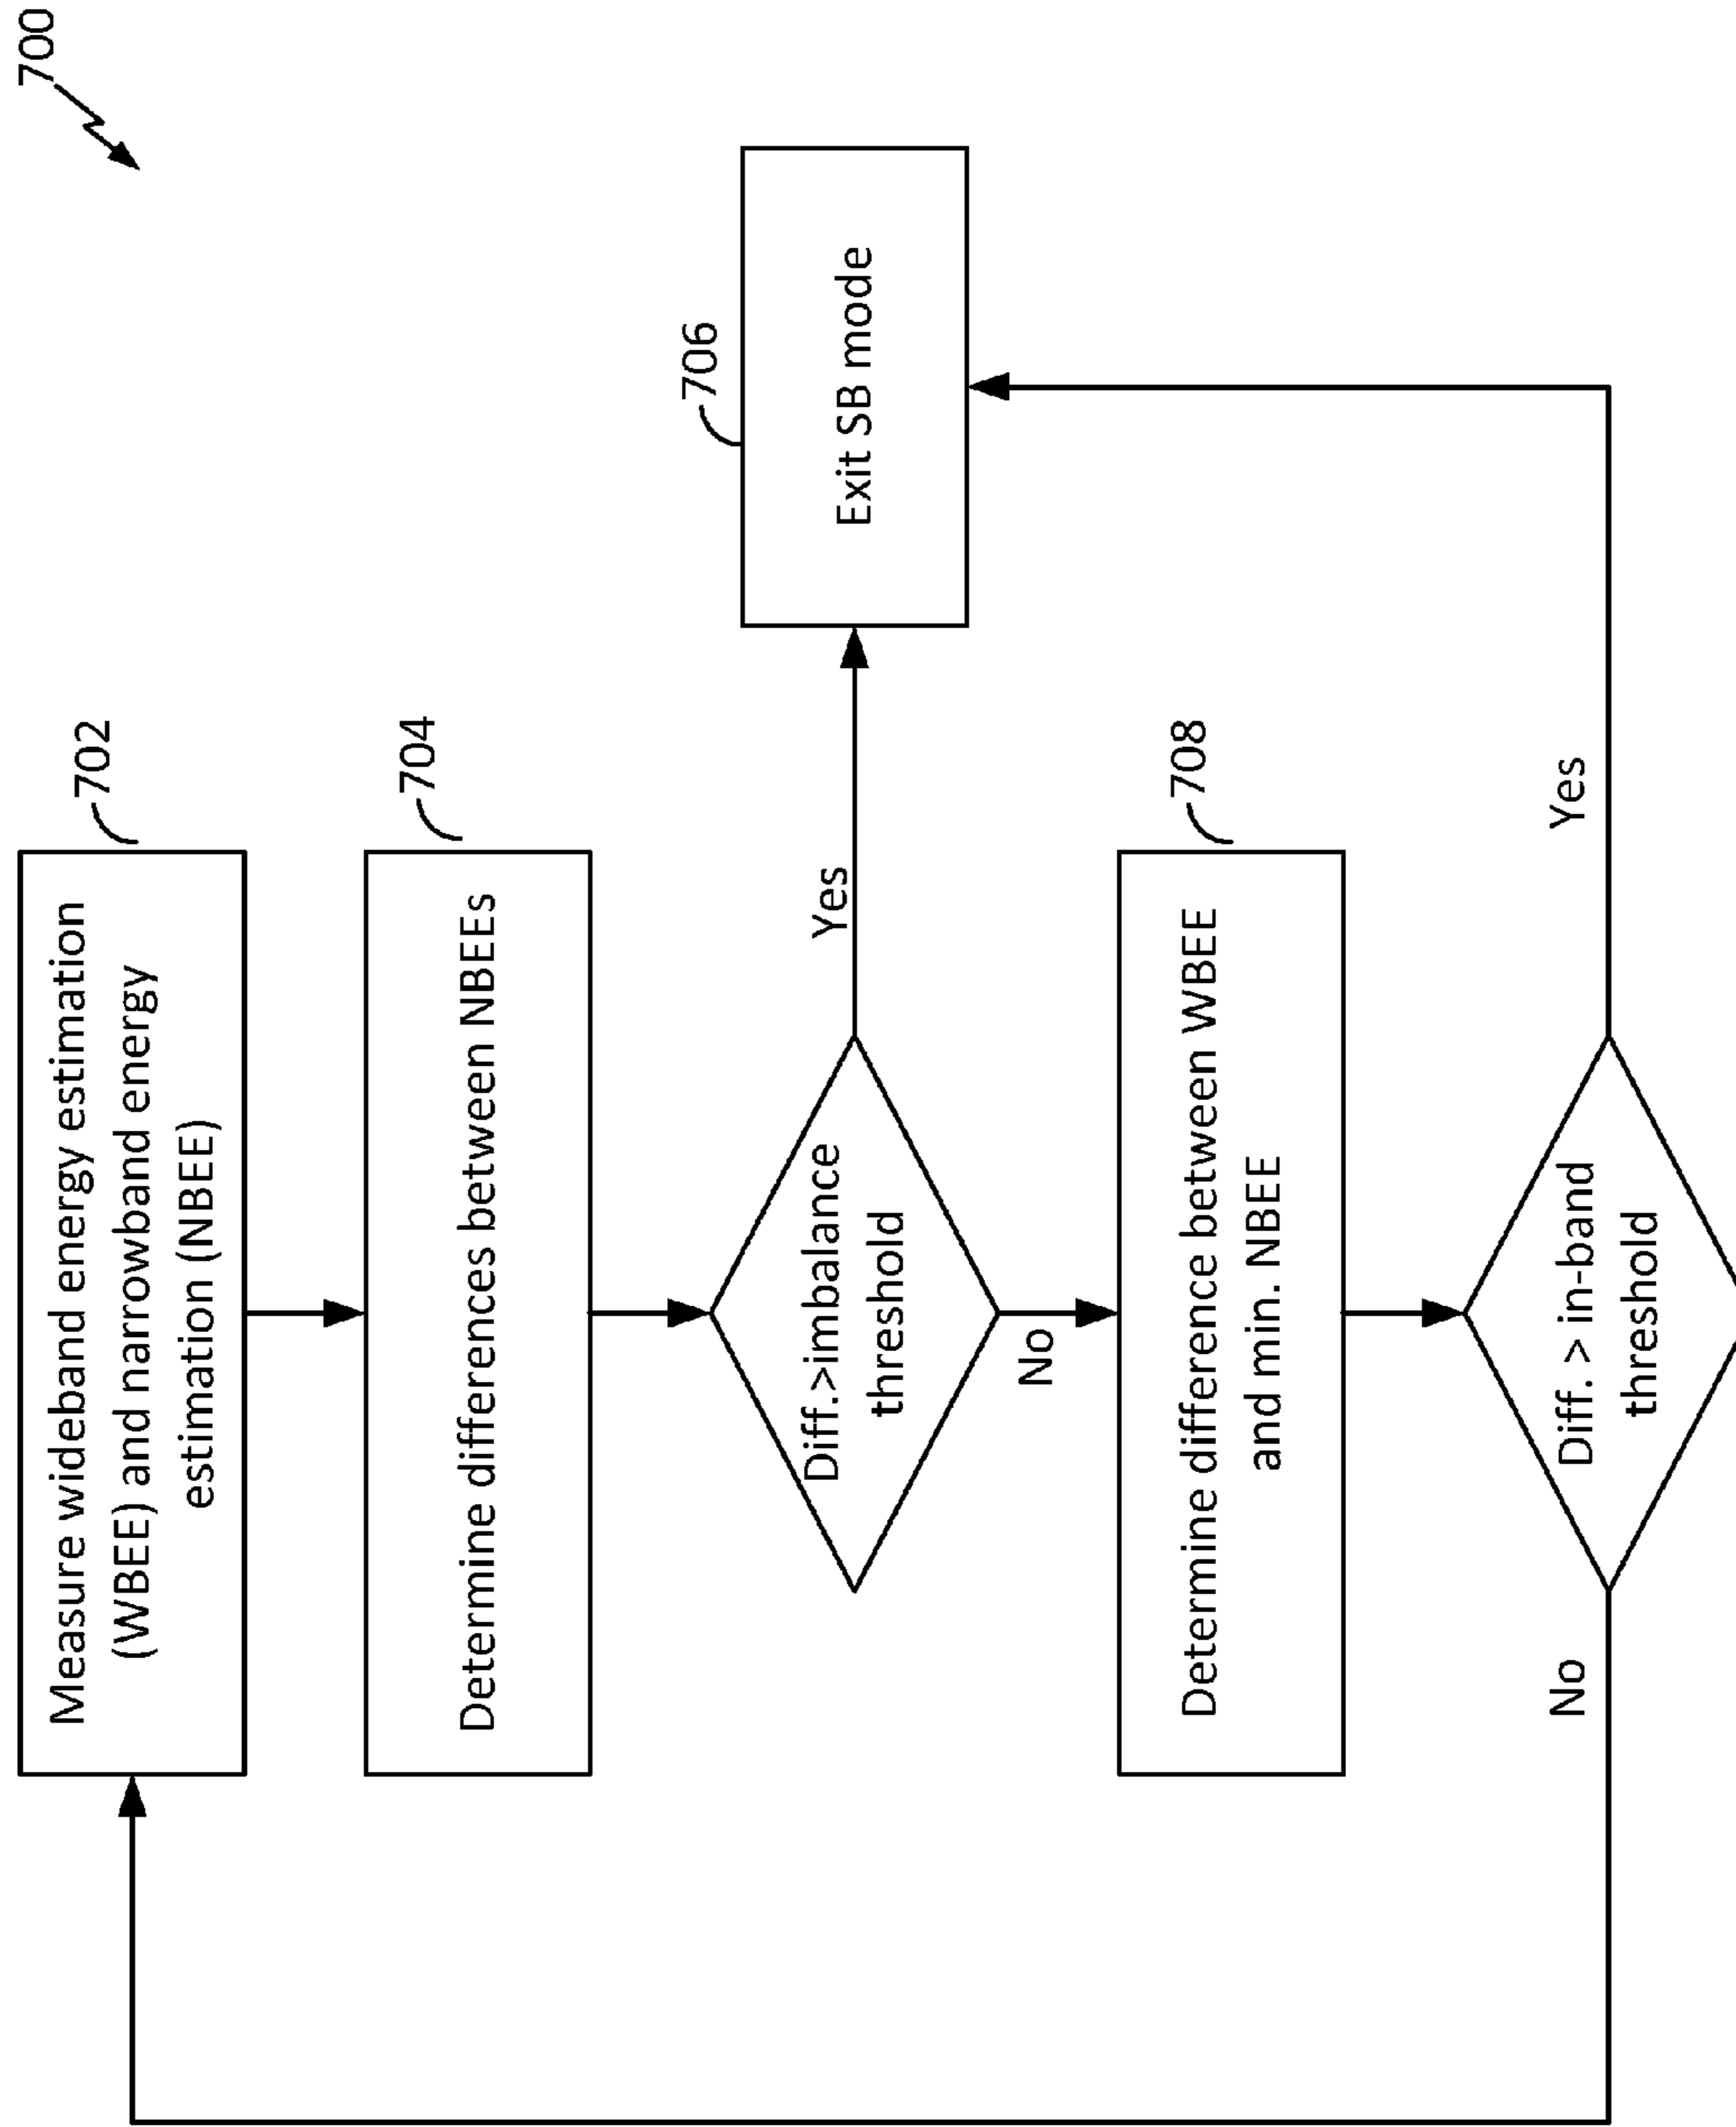 700
Measure wideband energy estimation
(WBEE) and narrowband energy
estimation (NBEE)
702
Determine differences between NBEEs
704
Diff.>imbalance
threshold
Yes
Exit SB mode
706
No
Determine difference between WBEE
and min. NBEE
708
Diff. > in-band
threshold
Yes
No